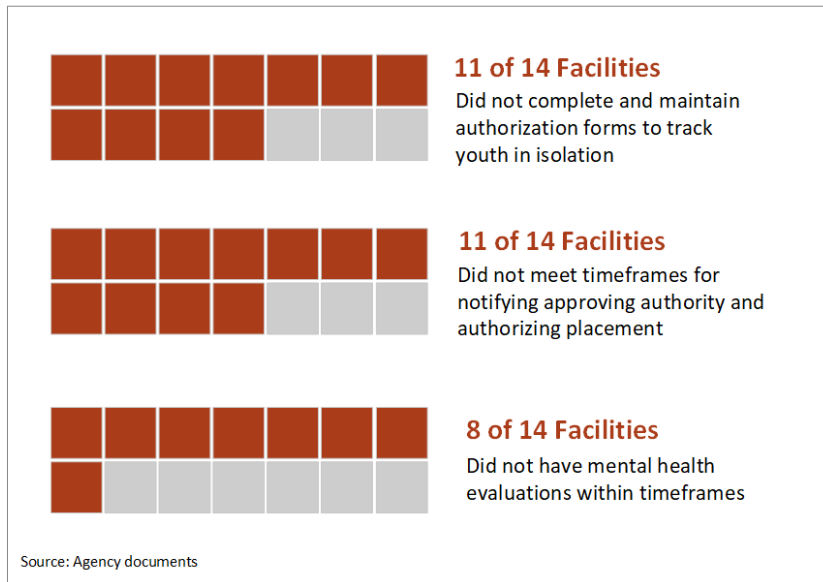 11 of 14 Facilities
Did not complete and maintain
authorization forms to track
youth in isolation
11 of 14 Facilities
Did not meet timeframes for
notifying approving authority and
authorizing placement
8 of 14 Facilities
Did not have mental health
evaluations within timeframes
Source: Agency documents